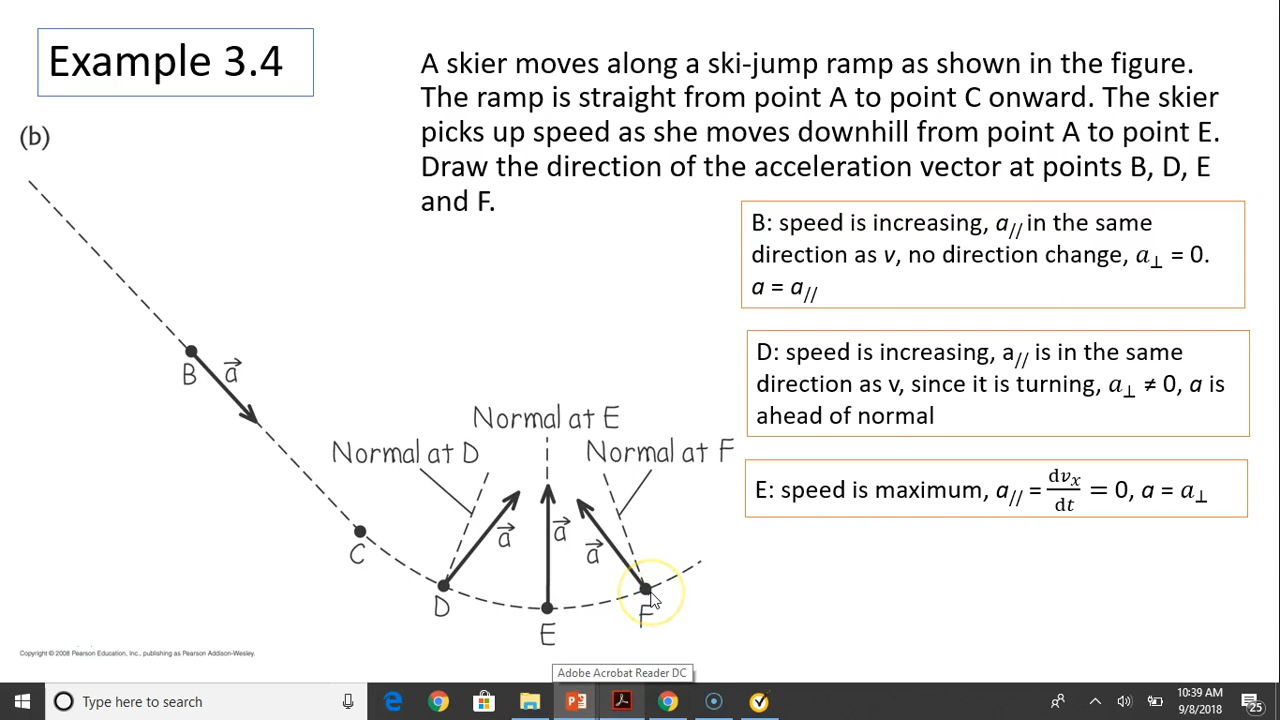 Example 3.4
A skier moves along a ski-jump ramp as shown in the figure.
The ramp is straight from point A to point C onward. The skier
picks up speed as she moves downhill from point A to point E.
Draw the direction of the acceleration vector at points B, D, E
and F.
(b)
B: speed is increasing, a// in the same
direction as v, no direction change, a⊥ = 0.
a = a//
D: speed is increasing, a// is in the same
direction as v, since it is turning, a⊥ ≠ 0, a is
ahead of normal
E: speed is maximum, a// = dvx/dt = 0, a = a⊥
B
a⃗
Normal at E
Normal at D
Normal at F
a⃗
a⃗
a⃗
C
D
E
F
Copyright © 2008 Pearson Education, Inc., publishing as Pearson Addison-Wesley.
Adobe Acrobat Reader DC
Type here to search
10:39 AM
9/8/2018
25